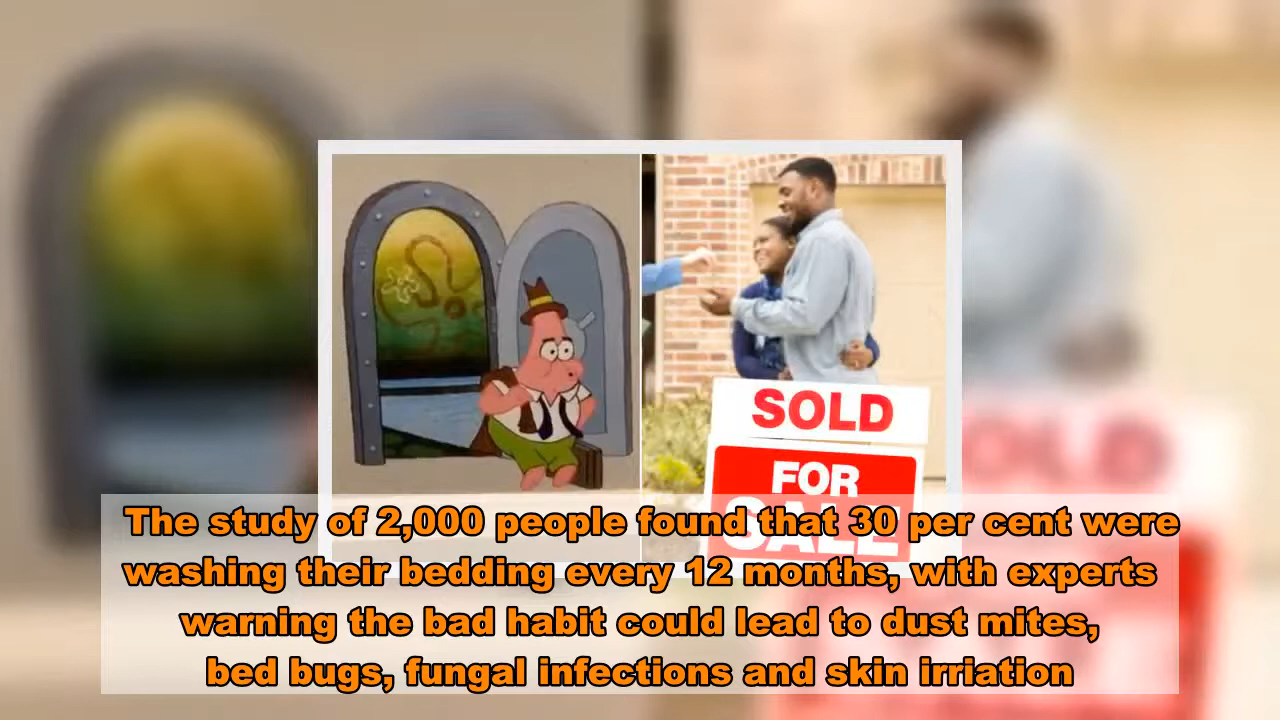 SOLD
FOR
SALE
The study of 2,000 people found that 30 per cent were
washing their bedding every 12 months, with experts
warning the bad habit could lead to dust mites,
bed bugs, fungal infections and skin irriation